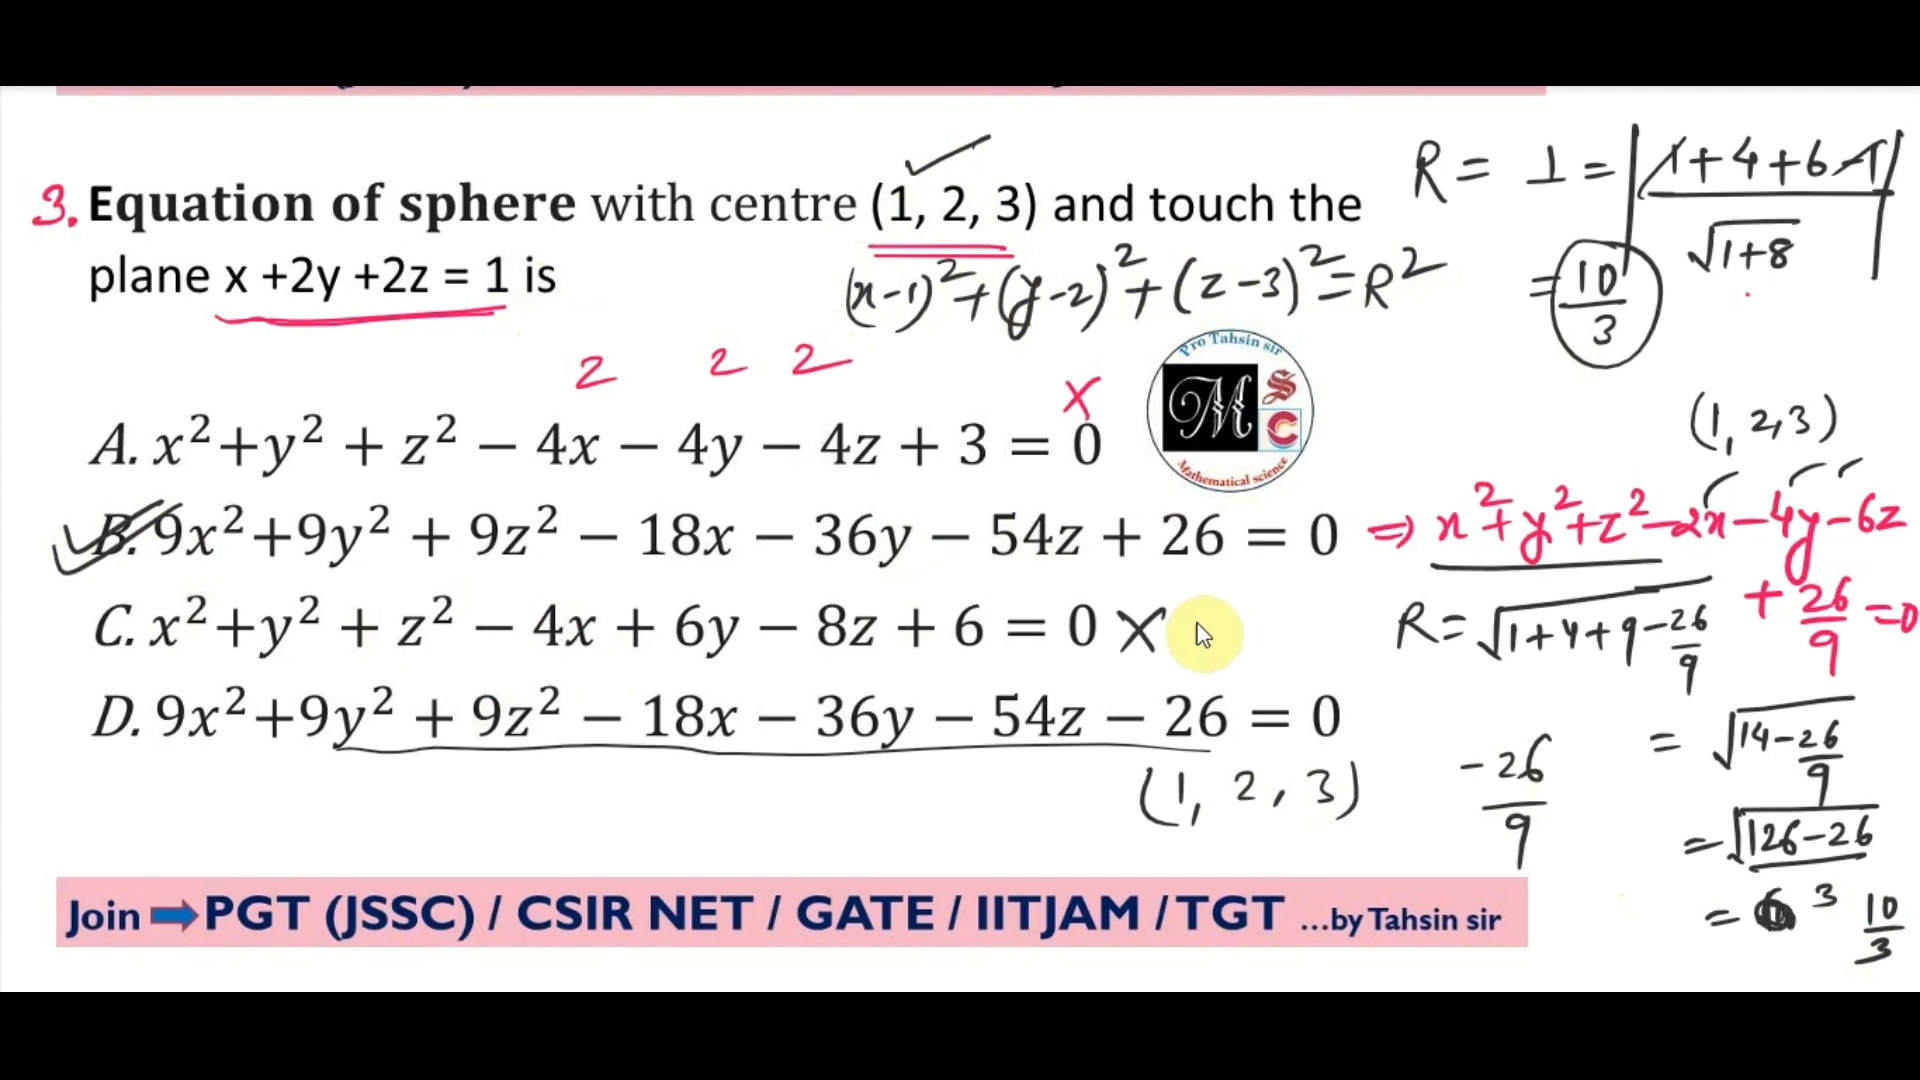 3. Equation of sphere with centre (1, 2, 3) and touch the
plane x +2y +2z = 1 is
(x-1)²+(y-2)²+(z-3)²=R²
R = ⊥ = |1+4+6-1| / √1+8
= 10/3
2 2 2
x
A. x²+y² + z² − 4x − 4y − 4z + 3 = 0
B. 9x²+9y² + 9z² − 18x − 36y − 54z + 26 = 0
C. x²+y² + z² − 4x + 6y − 8z + 6 = 0 ×
D. 9x²+9y² + 9z² − 18x − 36y − 54z − 26 = 0
(1, 2, 3)
Pro Tahsin sir
M S C
Mathematical science
(1, 2,3)
⇒ x²+y²+z²-2x-4y-6z
+ 26/9 =0
R=√1+4+9-26/9
= √14-26/9
=√126-26
= 3 10/3
-26/9
Join ➡ PGT (JSSC) / CSIR NET / GATE / IITJAM / TGT ...by Tahsin sir